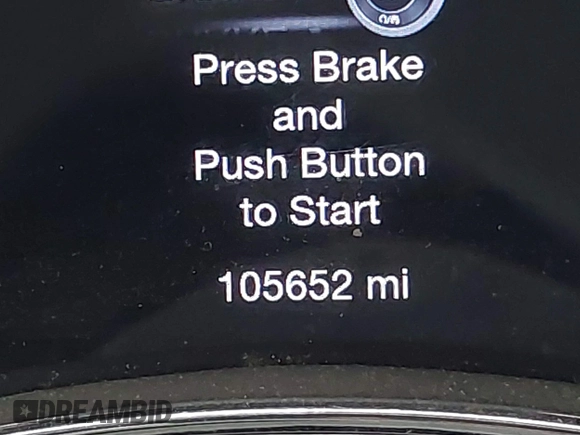 Press Brake
and
Push Button
to Start
105652 mi
DREAMBID